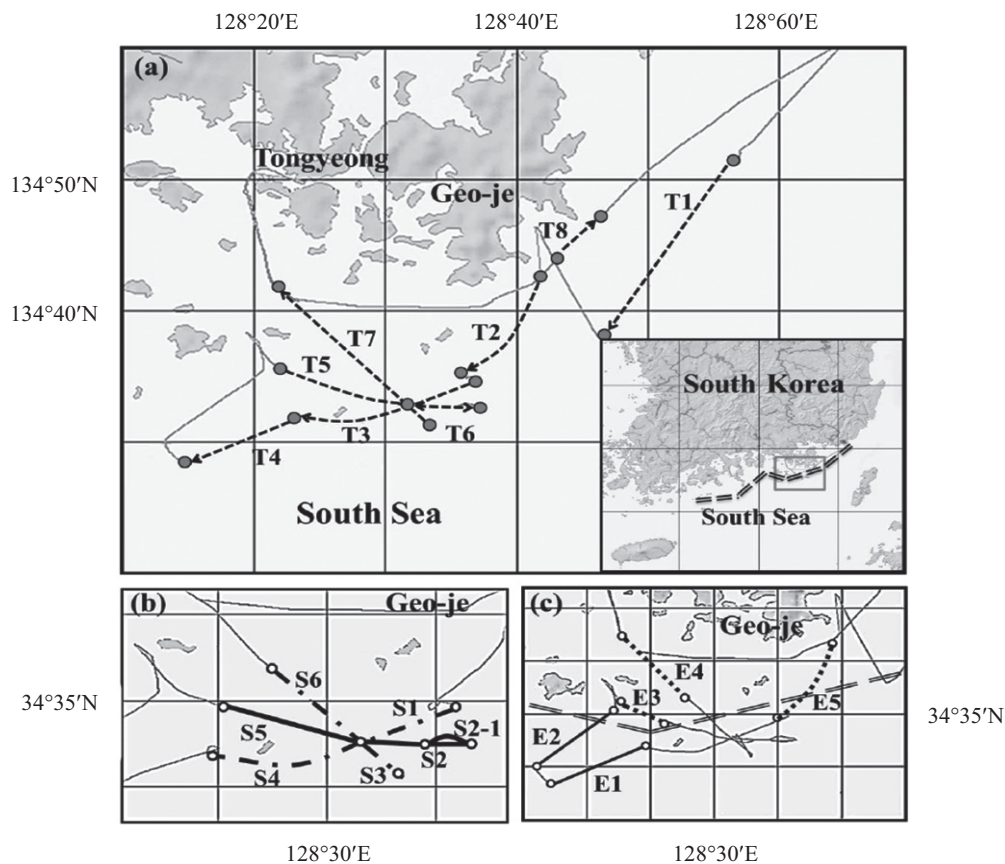 128°20′E 128°40′E 128°60′E
(a)
Tongyeong
134°50′N
Geo-je
T1
T8
134°40′N
T2
T7
T5
South Korea
T3 T6
T4
South Sea
South Sea
(b) Geo-je
(c)
Geo-je
S6
E4
34°35′N
S1
E3
E5
34°35′N
S2-1
S5
E2
S2
S4 S3
E1
128°30′E 128°30′E